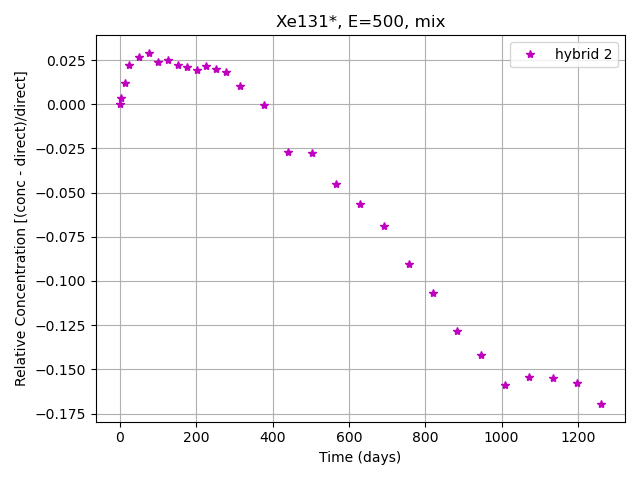 Xe131*, E=500, mix
hybrid 2
Relative Concentration [(conc - direct)/direct]
0.025
0.000
−0.025
−0.050
−0.075
−0.100
−0.125
−0.150
−0.175
0 200 400 600 800 1000 1200
Time (days)